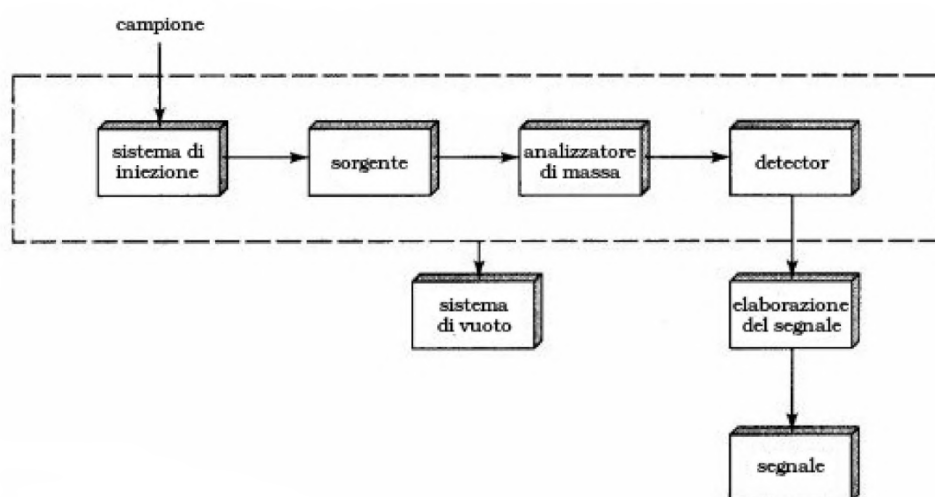 campione
sistema di
iniezione
sorgente
analizzatore
di massa
detector
sistema
di vuoto
elaborazione
del segnale
segnale